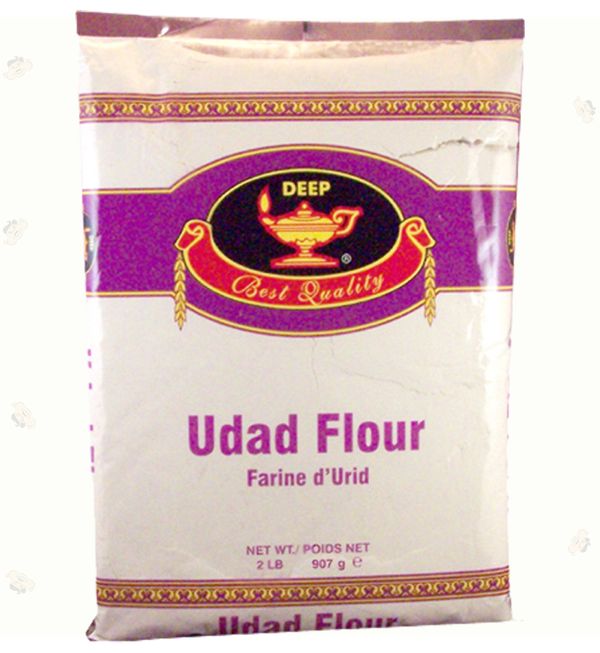 DEEP
®
Best Quality
Udad Flour
Farine d'Urid
NET WT./ POIDS NET
2 LB 907 g ℮
Udad Flour